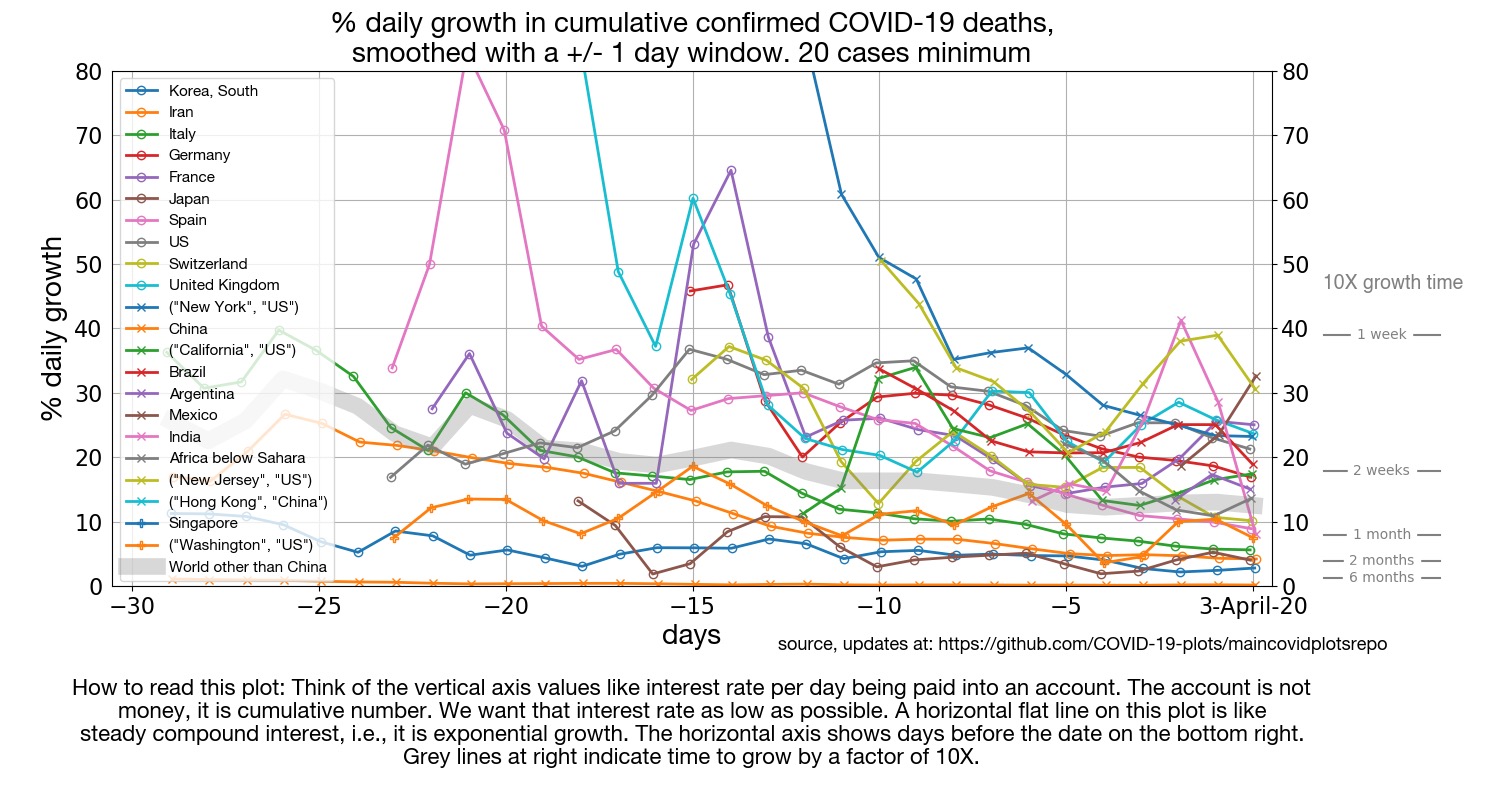 % daily growth in cumulative confirmed COVID-19 deaths,
smoothed with a +/- 1 day window. 20 cases minimum
% daily growth
80
70
60
50
40
30
20
10
0
Korea, South
Iran
Italy
Germany
France
Japan
Spain
US
Switzerland
United Kingdom
("New York", "US")
China
("California", "US")
Brazil
Argentina
Mexico
India
Africa below Sahara
("New Jersey", "US")
("Hong Kong", "China")
Singapore
("Washington", "US")
World other than China
80
70
60
50
40
30
20
10
0
10X growth time
1 week
2 weeks
1 month
2 months
6 months
−30 −25 −20 −15 −10 −5 3-April-20
days
source, updates at: https://github.com/COVID-19-plots/maincovidplotsrepo
How to read this plot: Think of the vertical axis values like interest rate per day being paid into an account. The account is not
money, it is cumulative number. We want that interest rate as low as possible. A horizontal flat line on this plot is like
steady compound interest, i.e., it is exponential growth. The horizontal axis shows days before the date on the bottom right.
Grey lines at right indicate time to grow by a factor of 10X.